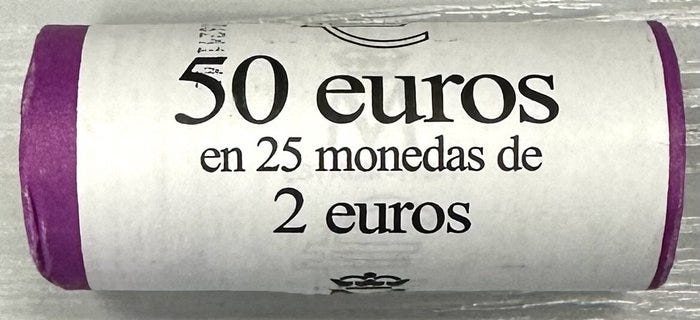 50 euros
en 25 monedas de
2 euros